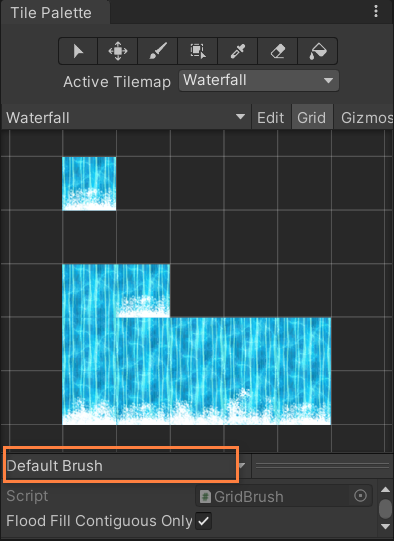 Tile Palette
Active Tilemap Waterfall
Waterfall Edit Grid Gizmos
Default Brush
Script GridBrush
Flood Fill Contiguous Only